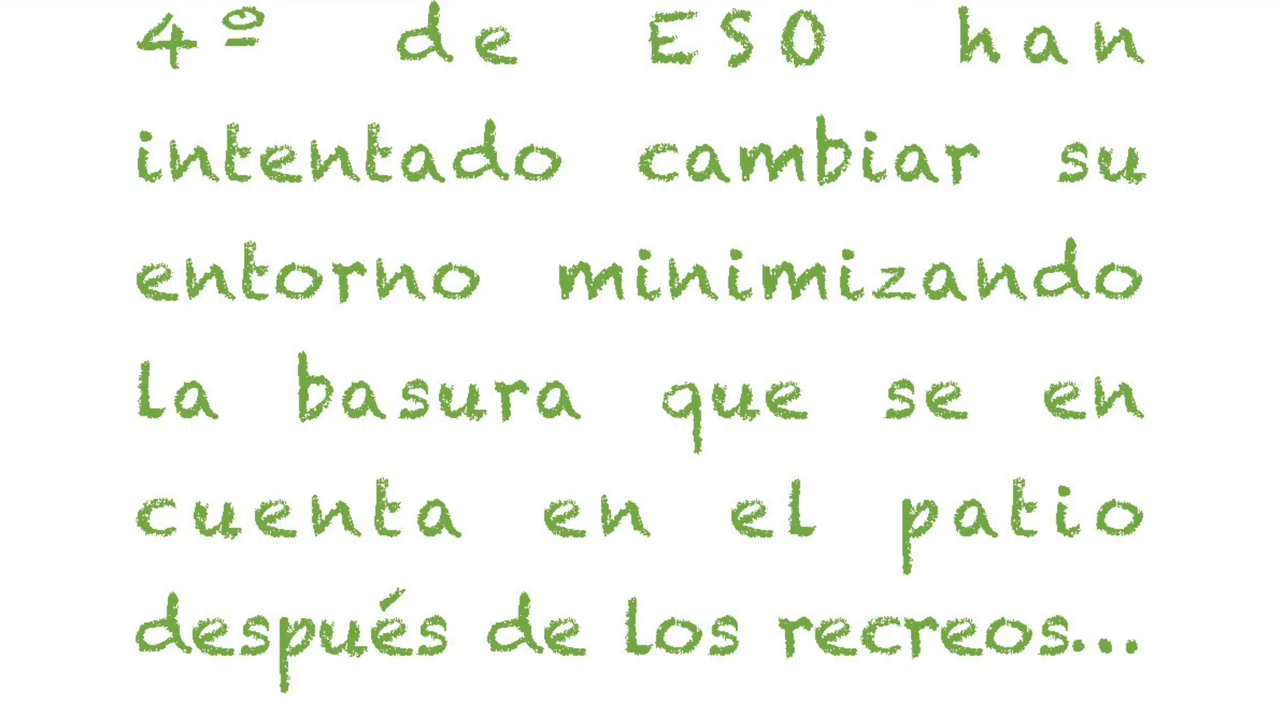 4º de ESO han
intentado cambiar su
entorno minimizando
la basura que se en
cuenta en el patio
después de los recreos...